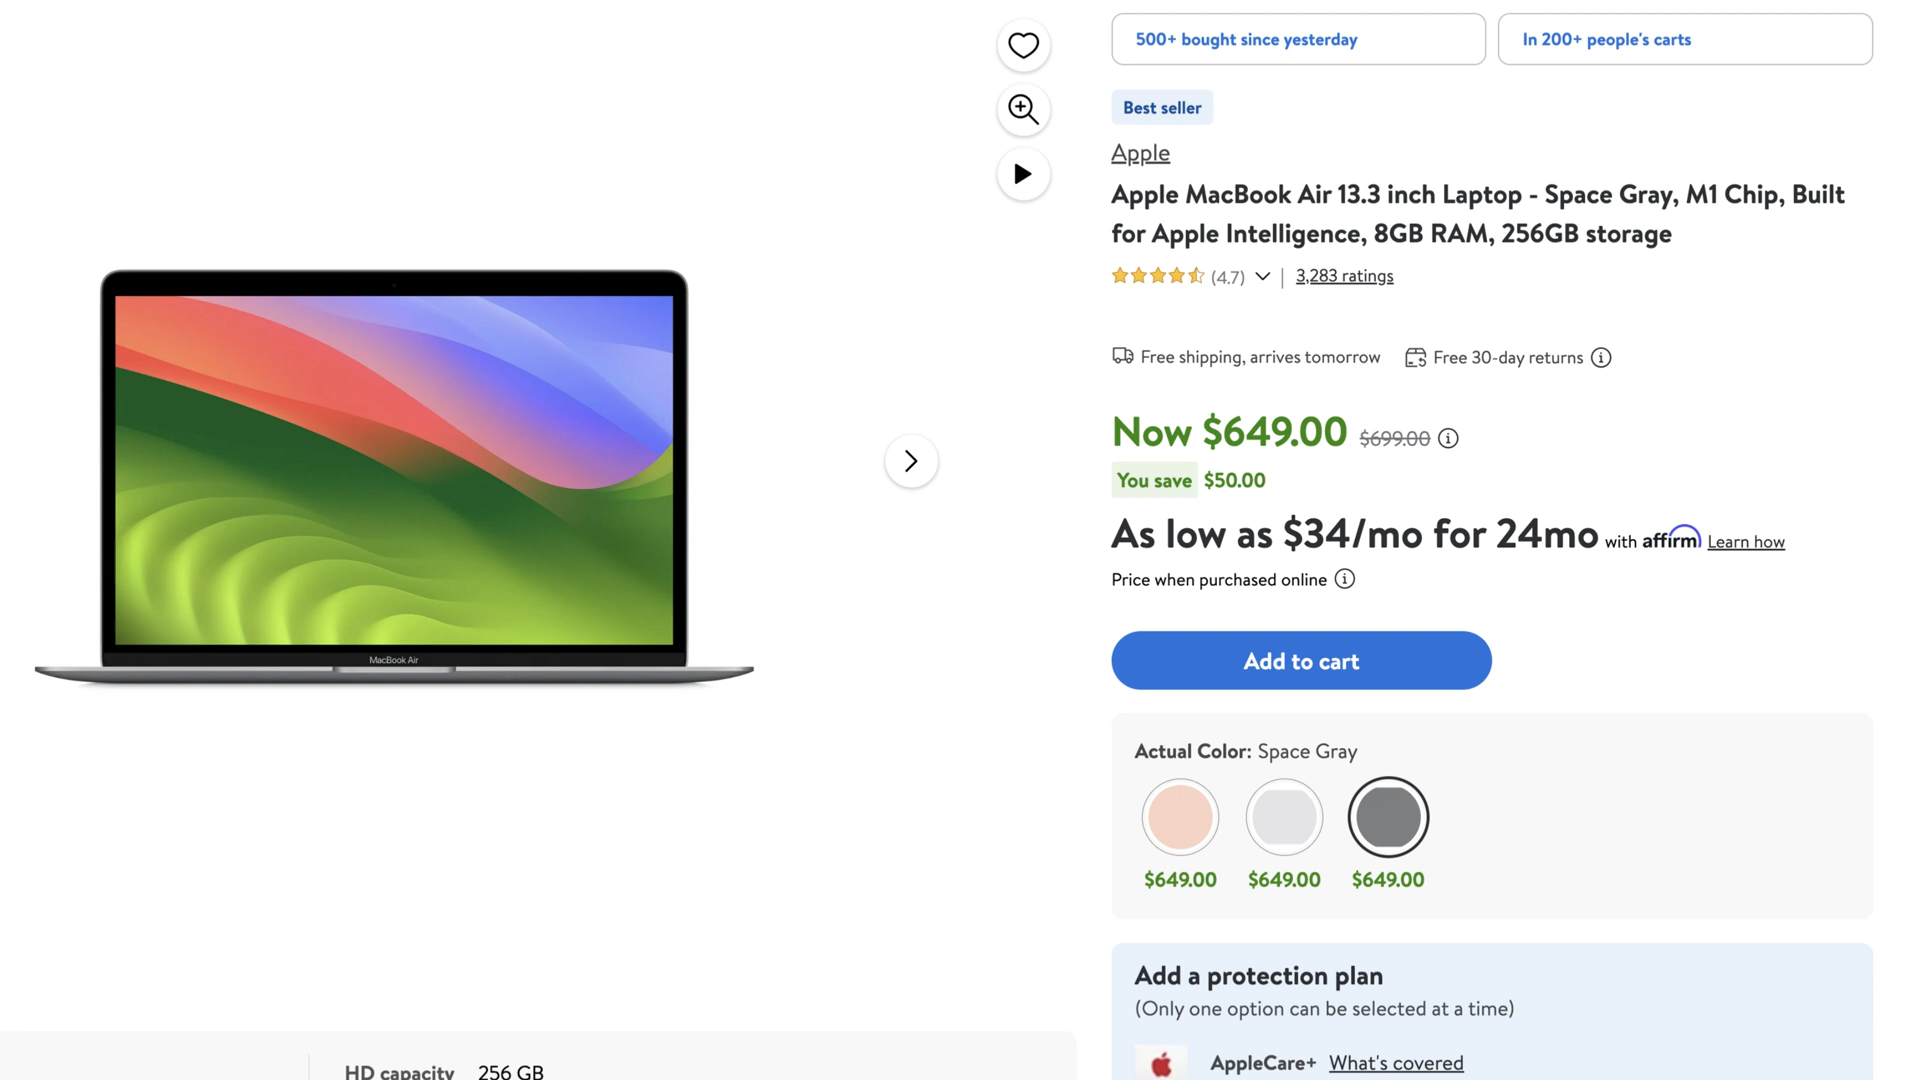 500+ bought since yesterday
In 200+ people's carts
Best seller
Apple
Apple MacBook Air 13.3 inch Laptop - Space Gray, M1 Chip, Built
for Apple Intelligence, 8GB RAM, 256GB storage
(4.7) | 3,283 ratings
Free shipping, arrives tomorrow
Free 30-day returns
Now $649.00 $699.00
You save $50.00
As low as $34/mo for 24mo with affirm Learn how
Price when purchased online
Add to cart
Actual Color: Space Gray
$649.00 $649.00 $649.00
Add a protection plan
(Only one option can be selected at a time)
AppleCare+ What's covered
MacBook Air
HD capacity 256 GB